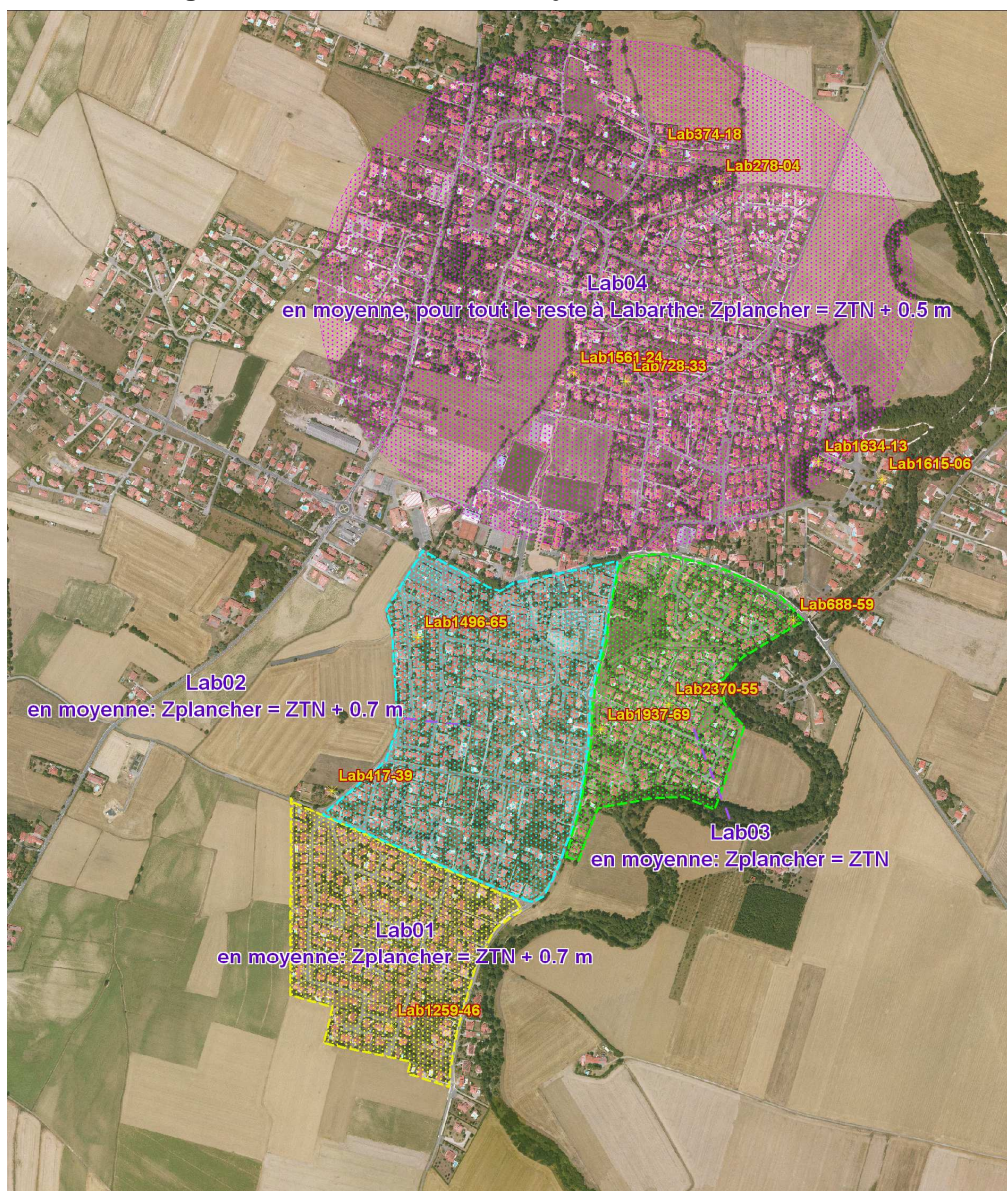 Lab374-18
Lab278-04
Lab04
en moyenne, pour tout le reste à Labarthe: Zplancher = ZTN + 0.5 m
Lab1561-24
Lab728-33
Lab1634-13
Lab1615-06
Lab688-59
Lab1496-65
Lab02
en moyenne: Zplancher = ZTN + 0.7 m
Lab2370-55
Lab1937-69
Lab417-39
Lab03
en moyenne: Zplancher = ZTN
Lab01
en moyenne: Zplancher = ZTN + 0.7 m
Lab1259-46